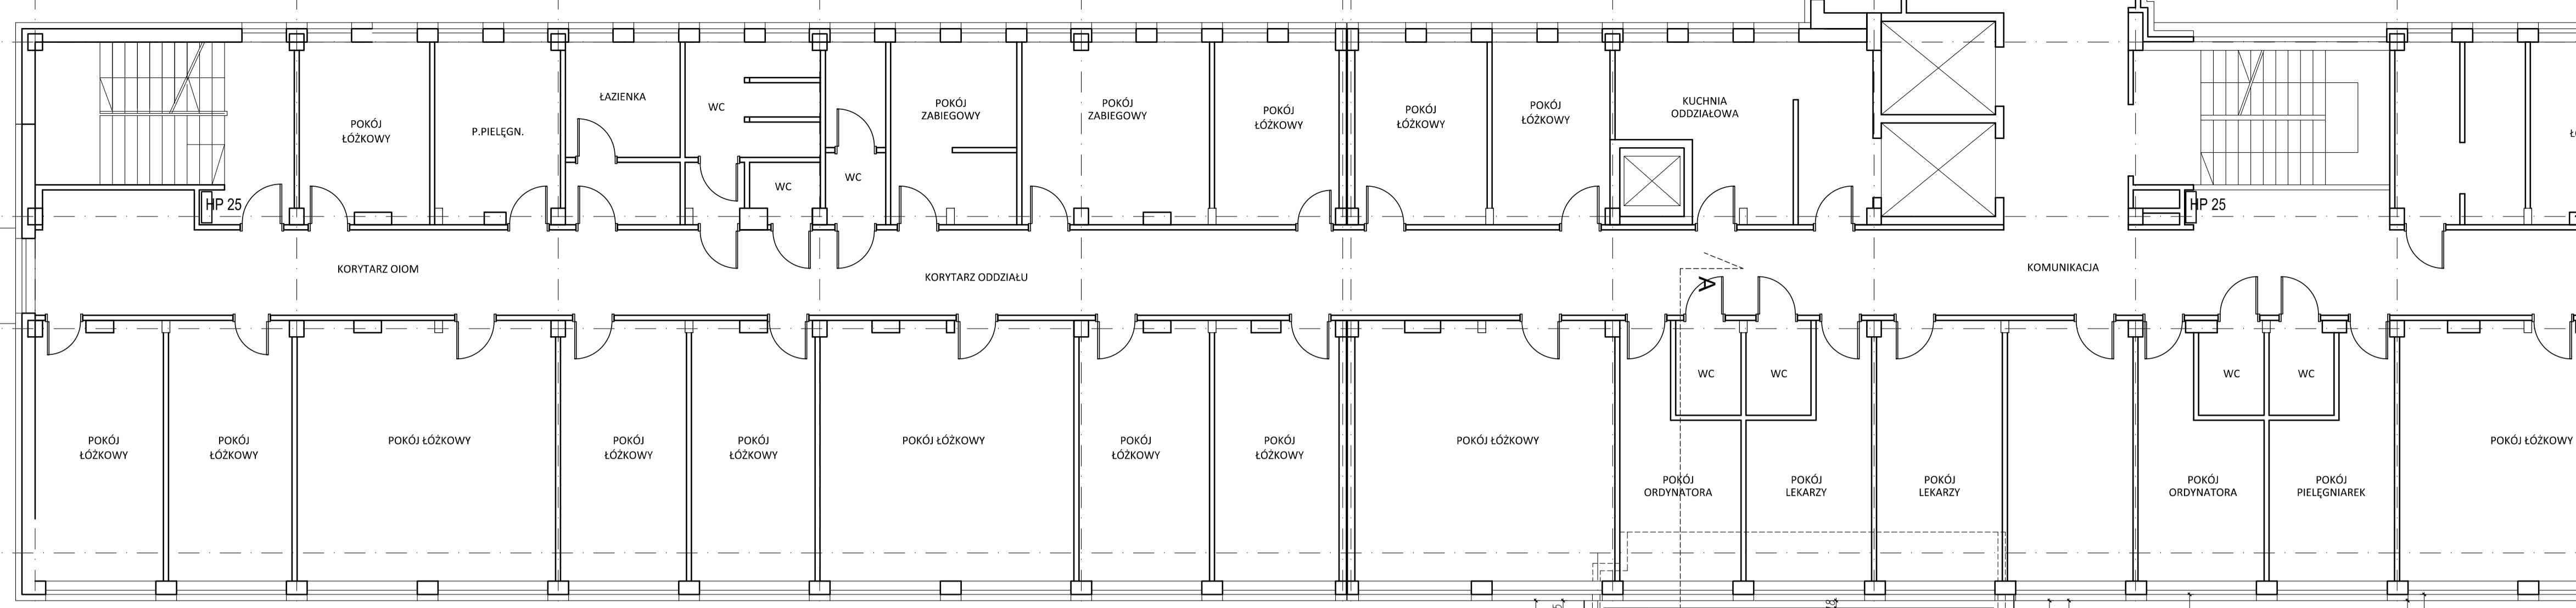 ŁAZIENKA
WC
POKÓJ
ŁÓŻKOWY
P.PIELĘGN.
POKÓJ
ZABIEGOWY
POKÓJ
ZABIEGOWY
POKÓJ
ŁÓŻKOWY
POKÓJ
ŁÓŻKOWY
POKÓJ
ŁÓŻKOWY
KUCHNIA
ODDZIAŁOWA
WC
WC
HP 25
HP 25
KORYTARZ OIOM
KORYTARZ ODDZIAŁU
A
KOMUNIKACJA
WC
WC
WC
WC
POKÓJ
ŁÓŻKOWY
POKÓJ
ŁÓŻKOWY
POKÓJ ŁÓŻKOWY
POKÓJ
ŁÓŻKOWY
POKÓJ
ŁÓŻKOWY
POKÓJ ŁÓŻKOWY
POKÓJ
ŁÓŻKOWY
POKÓJ
ŁÓŻKOWY
POKÓJ ŁÓŻKOWY
POKÓJ
ORDYNATORA
POKÓJ
LEKARZY
POKÓJ
LEKARZY
POKÓJ
ORDYNATORA
POKÓJ
PIELĘGNIAREK
POKÓJ ŁÓŻKOWY